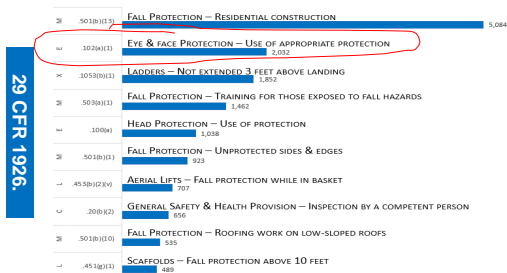 29 CFR 1926.
M .501(b)(13) FALL PROTECTION – RESIDENTIAL CONSTRUCTION
5,084
E .102(a)(1) EYE & FACE PROTECTION – USE OF APPROPRIATE PROTECTION
2,032
X .1053(b)(1) LADDERS – NOT EXTENDED 3 FEET ABOVE LANDING
1,852
M .503(a)(1) FALL PROTECTION – TRAINING FOR THOSE EXPOSED TO FALL HAZARDS
1,462
E .100(a) HEAD PROTECTION – USE OF PROTECTION
1,038
M .501(b)(1) FALL PROTECTION – UNPROTECTED SIDES & EDGES
923
L .453(b)(2)(v) AERIAL LIFTS – FALL PROTECTION WHILE IN BASKET
707
C .20(b)(2) GENERAL SAFETY & HEALTH PROVISION – INSPECTION BY A COMPETENT PERSON
656
M .501(b)(10) FALL PROTECTION – ROOFING WORK ON LOW-SLOPED ROOFS
535
L .451(g)(1) SCAFFOLDS – FALL PROTECTION ABOVE 10 FEET
489